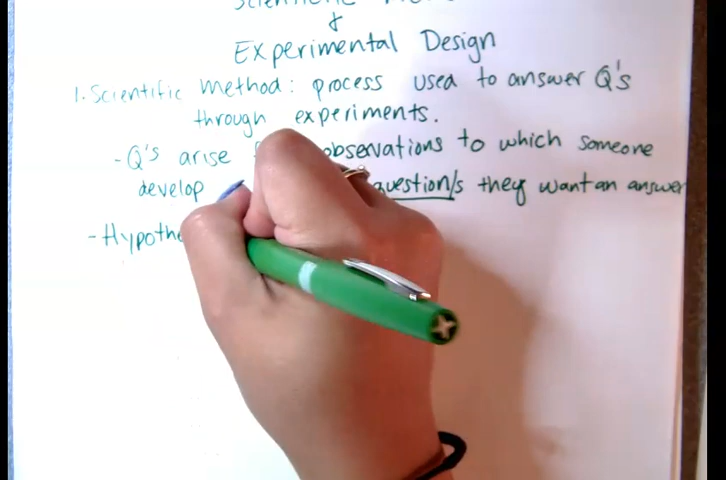 Scientific
&
Experimental Design
1. Scientific method: process used to answer Q's
through experiments.
- Q's arise observations to which someone
develop question/s they want an answer
- Hypothe